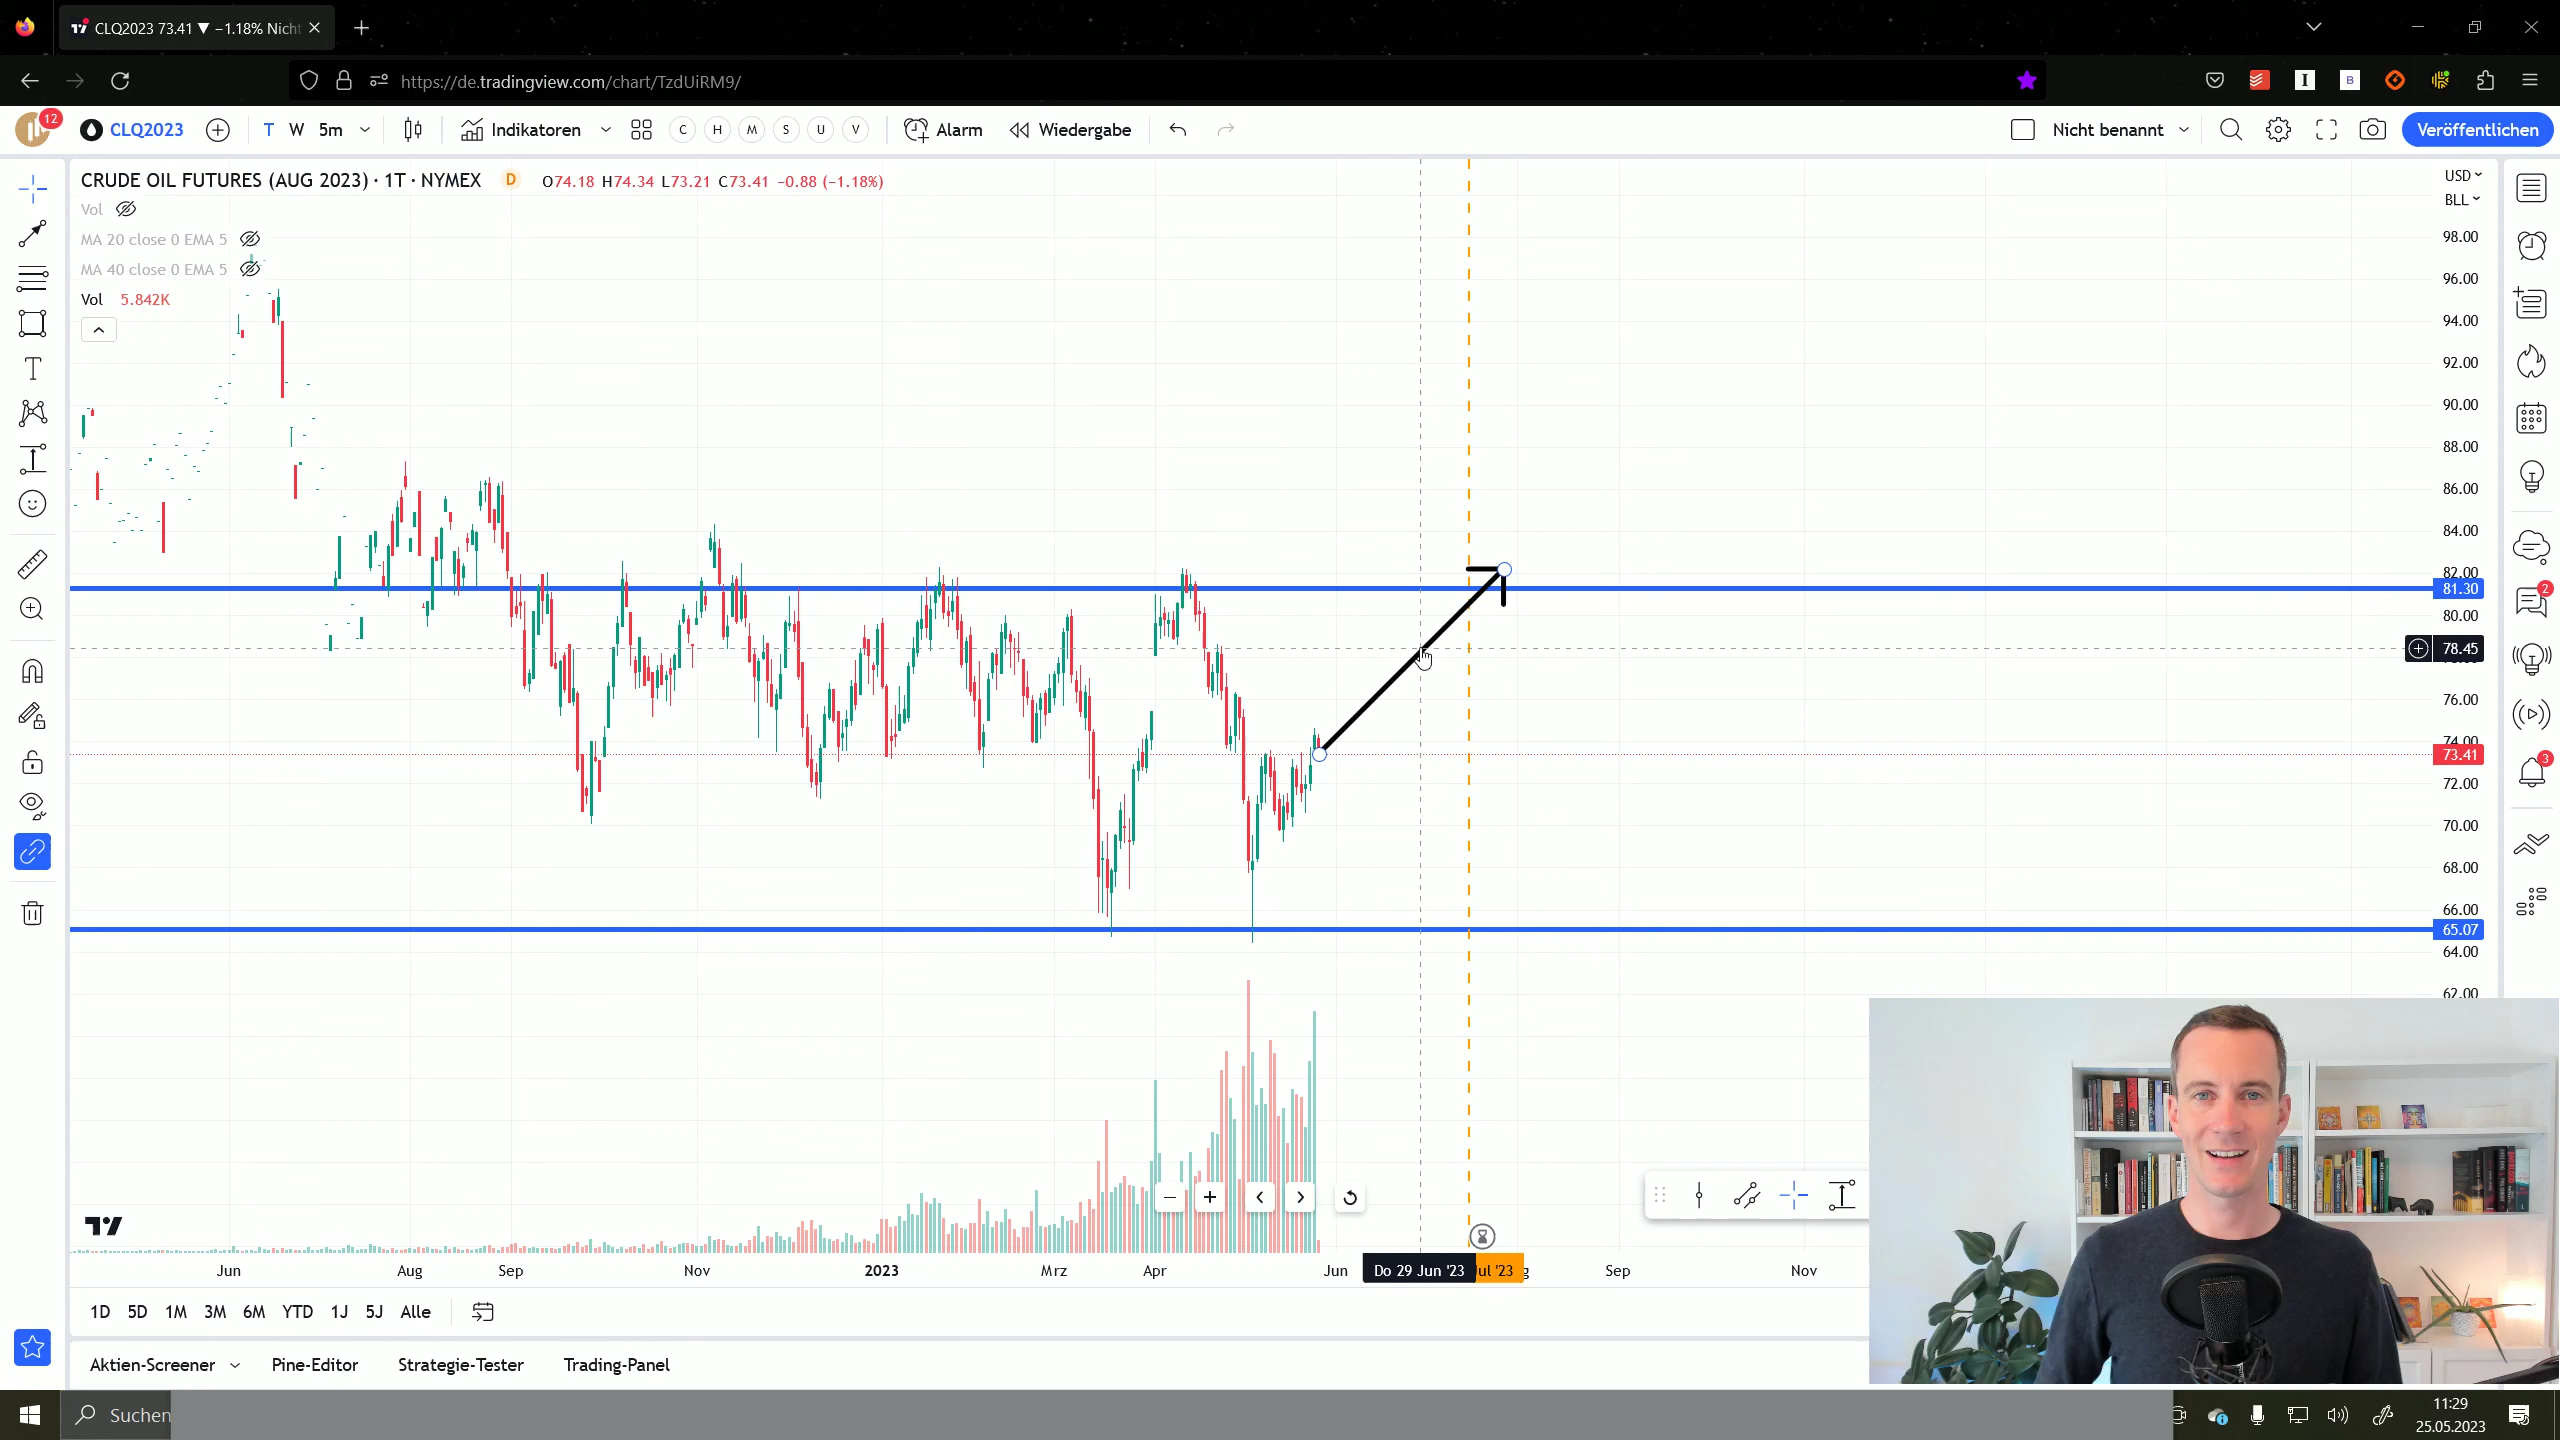 CLQ2023 73.41 ▼ −1.18% Nicht
https://de.tradingview.com/chart/TzdUiRM9/
12
CLQ2023
T
W
5m
Indikatoren
C
H
M
S
U
V
Alarm
Wiedergabe
Nicht benannt
Veröffentlichen
CRUDE OIL FUTURES (AUG 2023) · 1T · NYMEX
D
O74.18 H74.34 L73.21 C73.41 −0.88 (−1.18%)
Vol
MA 20 close 0 EMA 5
MA 40 close 0 EMA 5
Vol 5.842K
USD
BLL
98.00
96.00
94.00
92.00
90.00
88.00
86.00
84.00
82.00
81.30
80.00
78.45
76.00
74.00
73.41
72.00
70.00
68.00
66.00
65.07
64.00
62.00
2
3
Jun
Aug
Sep
Nov
2023
Mrz
Apr
Jun
Do 29 Jun '23
Jul '23
Sep
Nov
1D
5D
1M
3M
6M
YTD
1J
5J
Alle
Aktien-Screener
Pine-Editor
Strategie-Tester
Trading-Panel
Suchen
11:29
25.05.2023